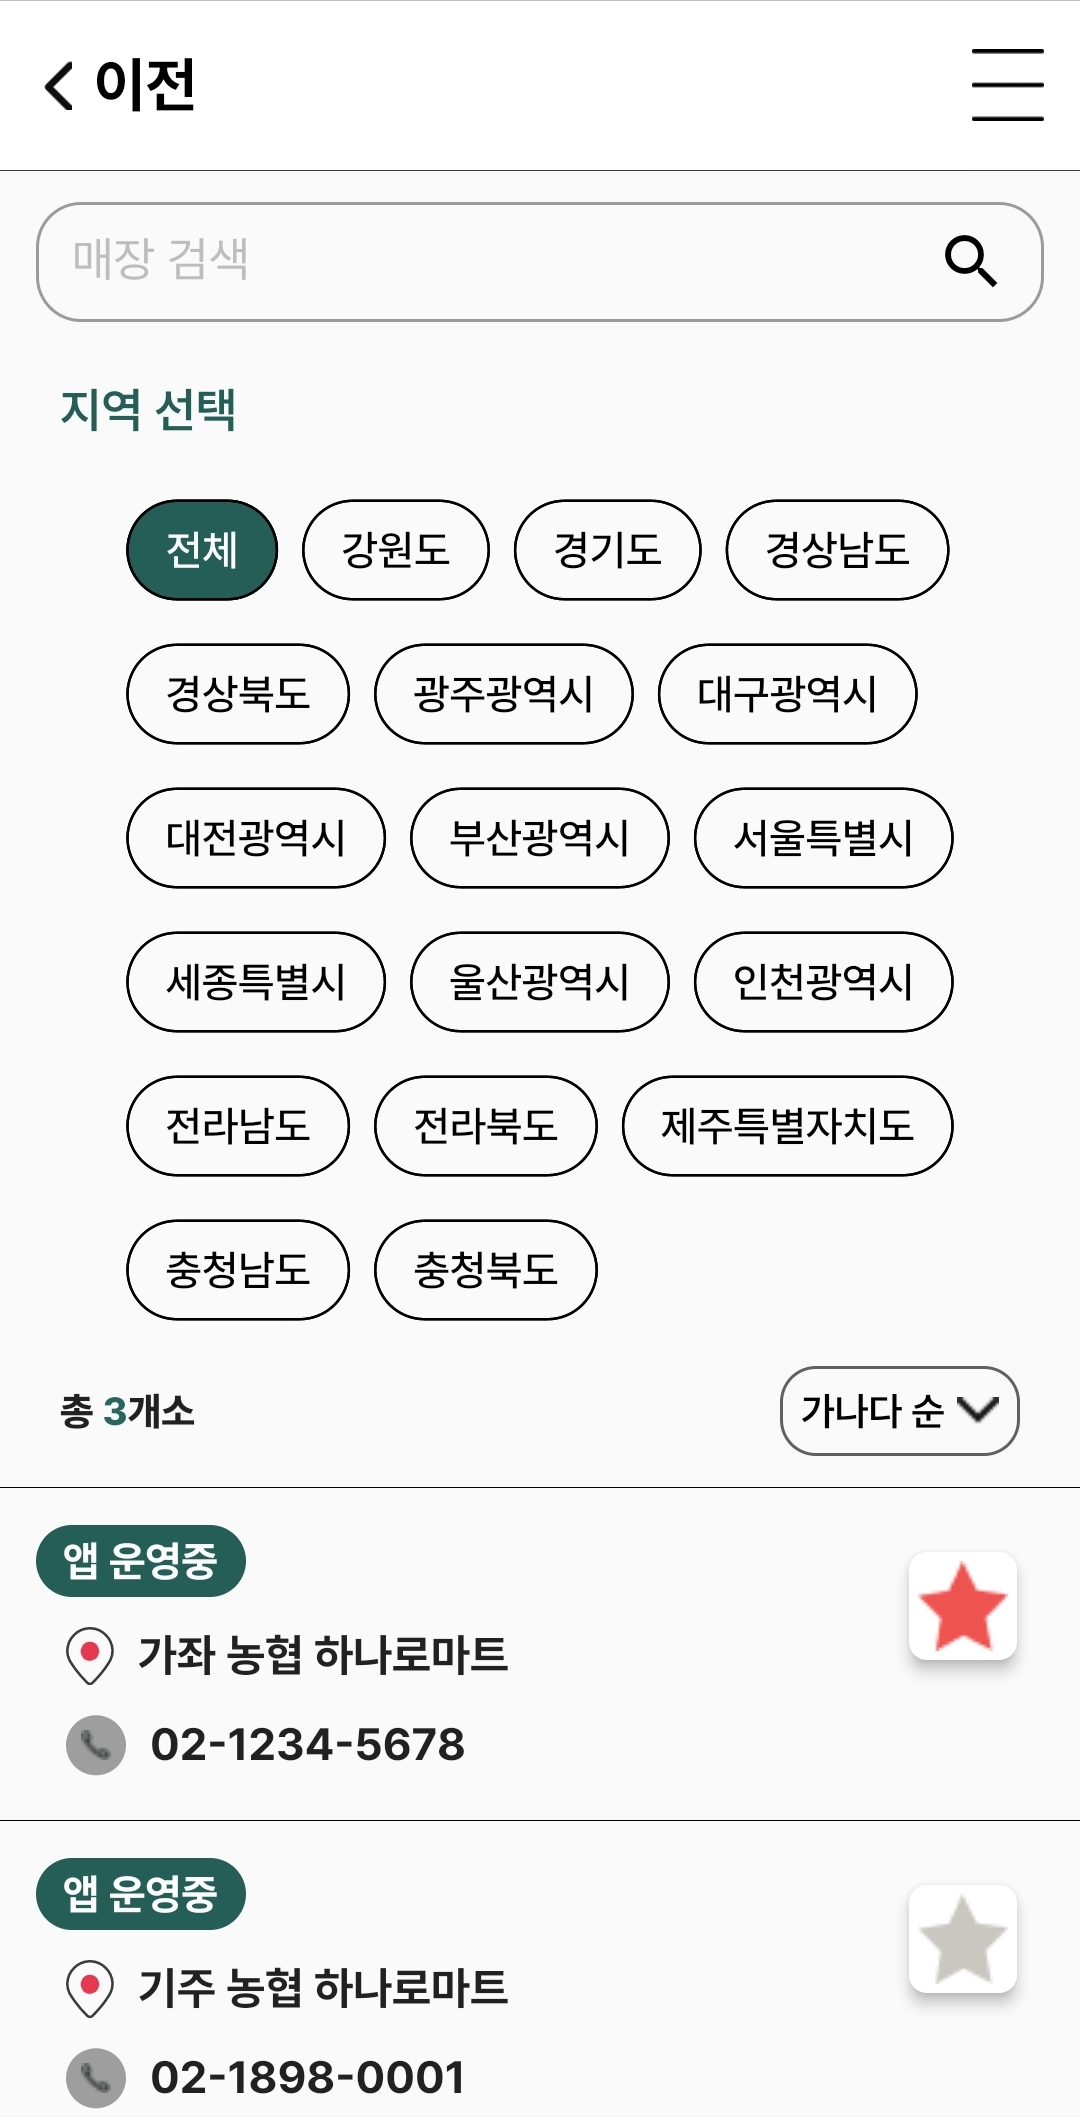 이전
매장 검색
지역 선택
전체 강원도 경기도 경상남도
경상북도 광주광역시 대구광역시
대전광역시 부산광역시 서울특별시
세종특별시 울산광역시 인천광역시
전라남도 전라북도 제주특별자치도
충청남도 충청북도
총 3개소 가나다 순
앱 운영중
가좌 농협 하나로마트
02-1234-5678
앱 운영중
기주 농협 하나로마트
02-1898-0001